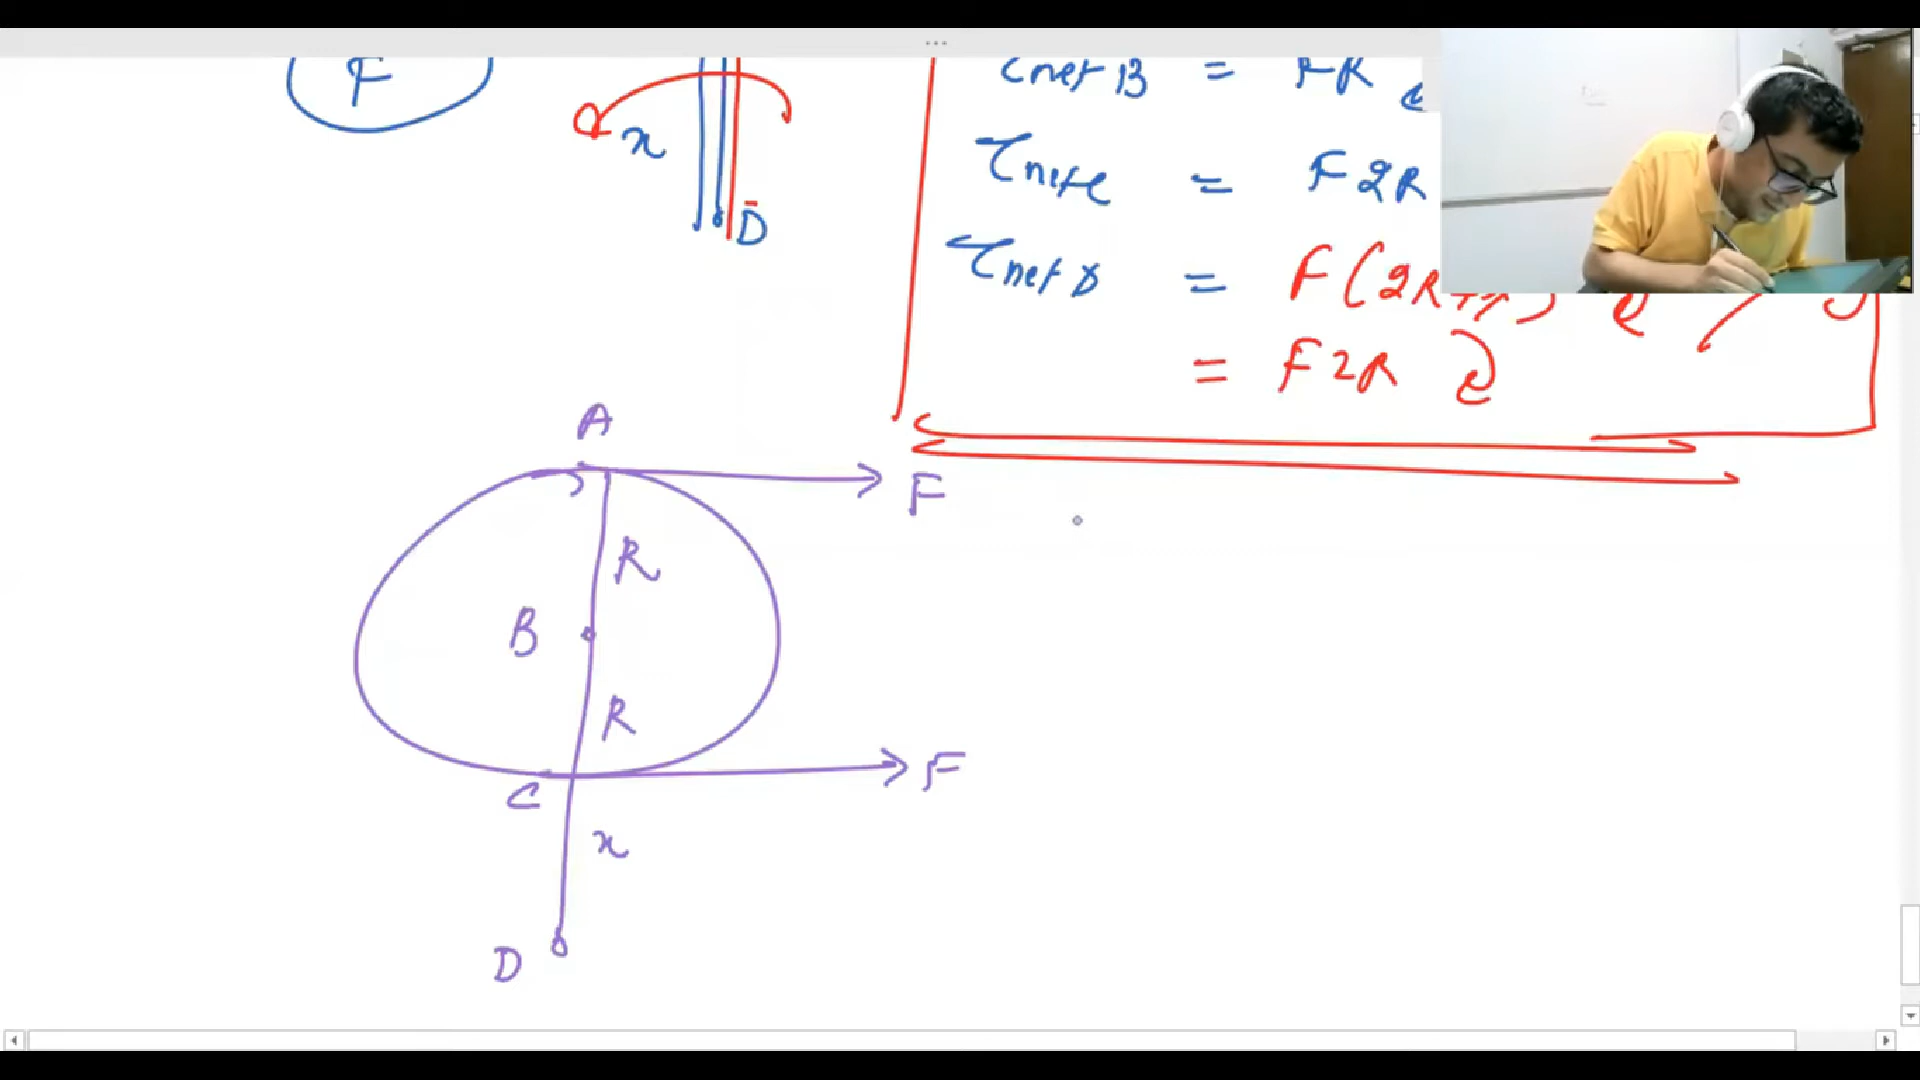 F
x
D
τnet B = FR
τnet C = F2R
τnet D = F(2R+x)
= F2R
A
F
R
B
R
C
F
x
D